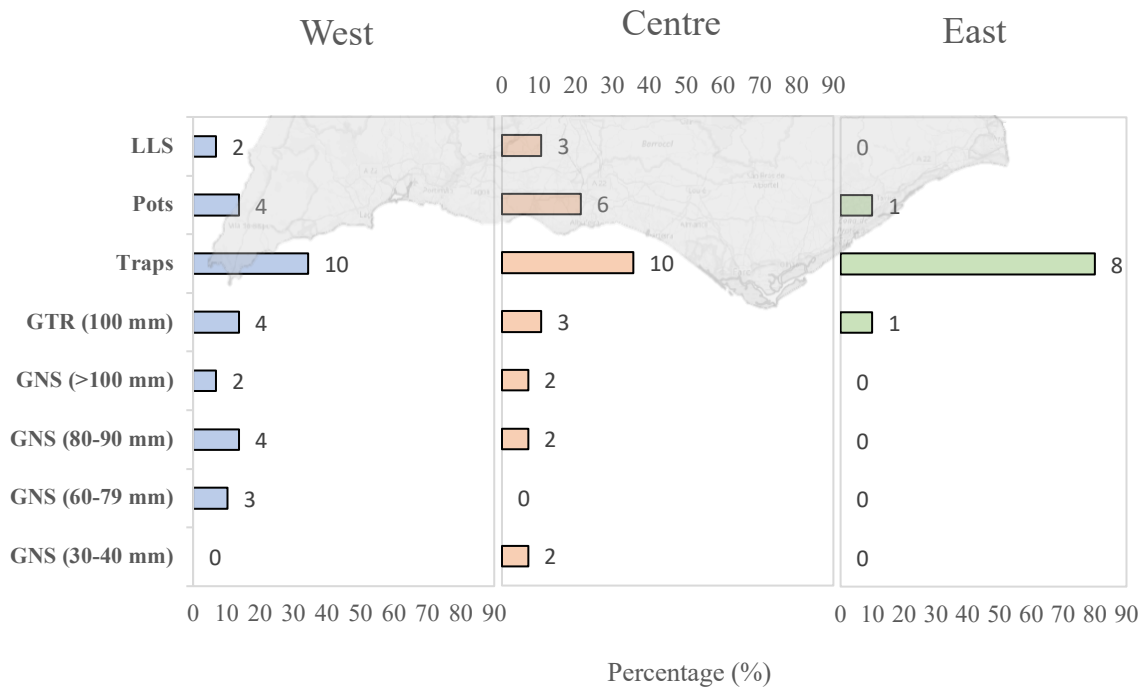 West Centre East
0 10 20 30 40 50 60 70 80 90
LLS 2 3 0
Pots 4 6 1
Traps 10 10 8
GTR (100 mm) 4 3 1
GNS (>100 mm) 2 2 0
GNS (80-90 mm) 4 2 0
GNS (60-79 mm) 3 0 0
GNS (30-40 mm) 0 2 0
0 10 20 30 40 50 60 70 80 90 0 10 20 30 40 50 60 70 80 90
Percentage (%)